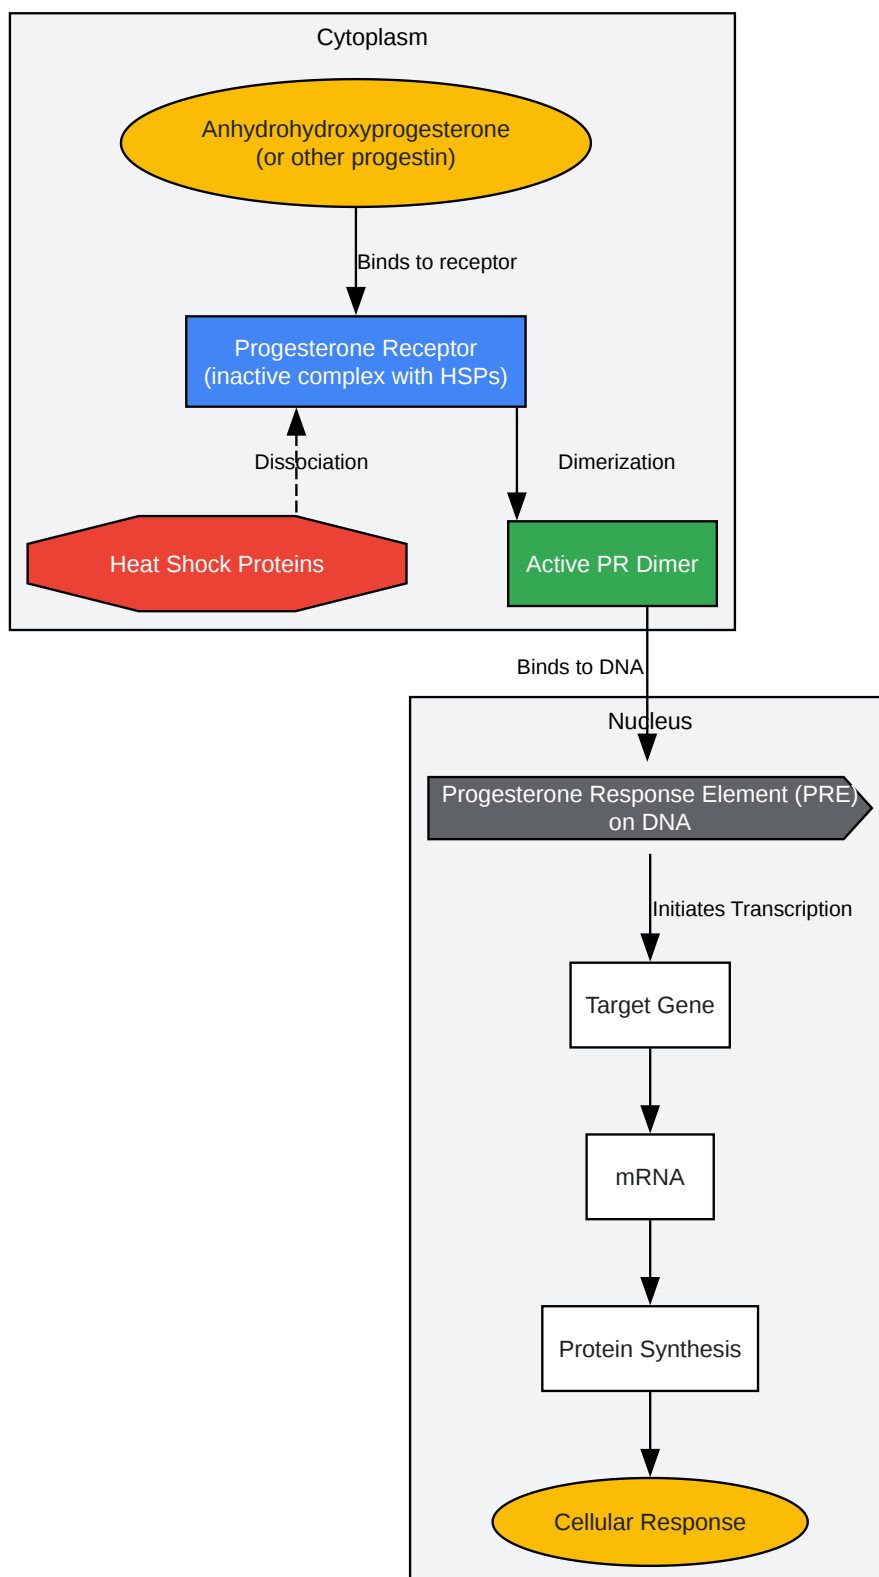 Cytoplasm
Anhydrohydroxyprogesterone
(or other progestin)
Binds to receptor
Progesterone Receptor
(inactive complex with HSPs)
Dissociation
Dimerization
Heat Shock Proteins
Active PR Dimer
Binds to DNA
Nucleus
Progesterone Response Element (PRE)
on DNA
Initiates Transcription
Target Gene
mRNA
Protein Synthesis
Cellular Response